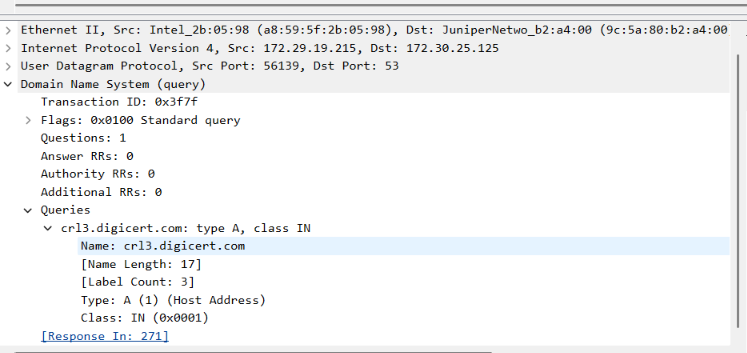 Ethernet II, Src: Intel_2b:05:98 (a8:59:5f:2b:05:98), Dst: JuniperNetwo_b2:a4:00 (9c:5a:80:b2:a4:00
Internet Protocol Version 4, Src: 172.29.19.215, Dst: 172.30.25.125
User Datagram Protocol, Src Port: 56139, Dst Port: 53
Domain Name System (query)
Transaction ID: 0x3f7f
Flags: 0x0100 Standard query
Questions: 1
Answer RRs: 0
Authority RRs: 0
Additional RRs: 0
Queries
crl3.digicert.com: type A, class IN
Name: crl3.digicert.com
[Name Length: 17]
[Label Count: 3]
Type: A (1) (Host Address)
Class: IN (0x0001)
[Response In: 271]